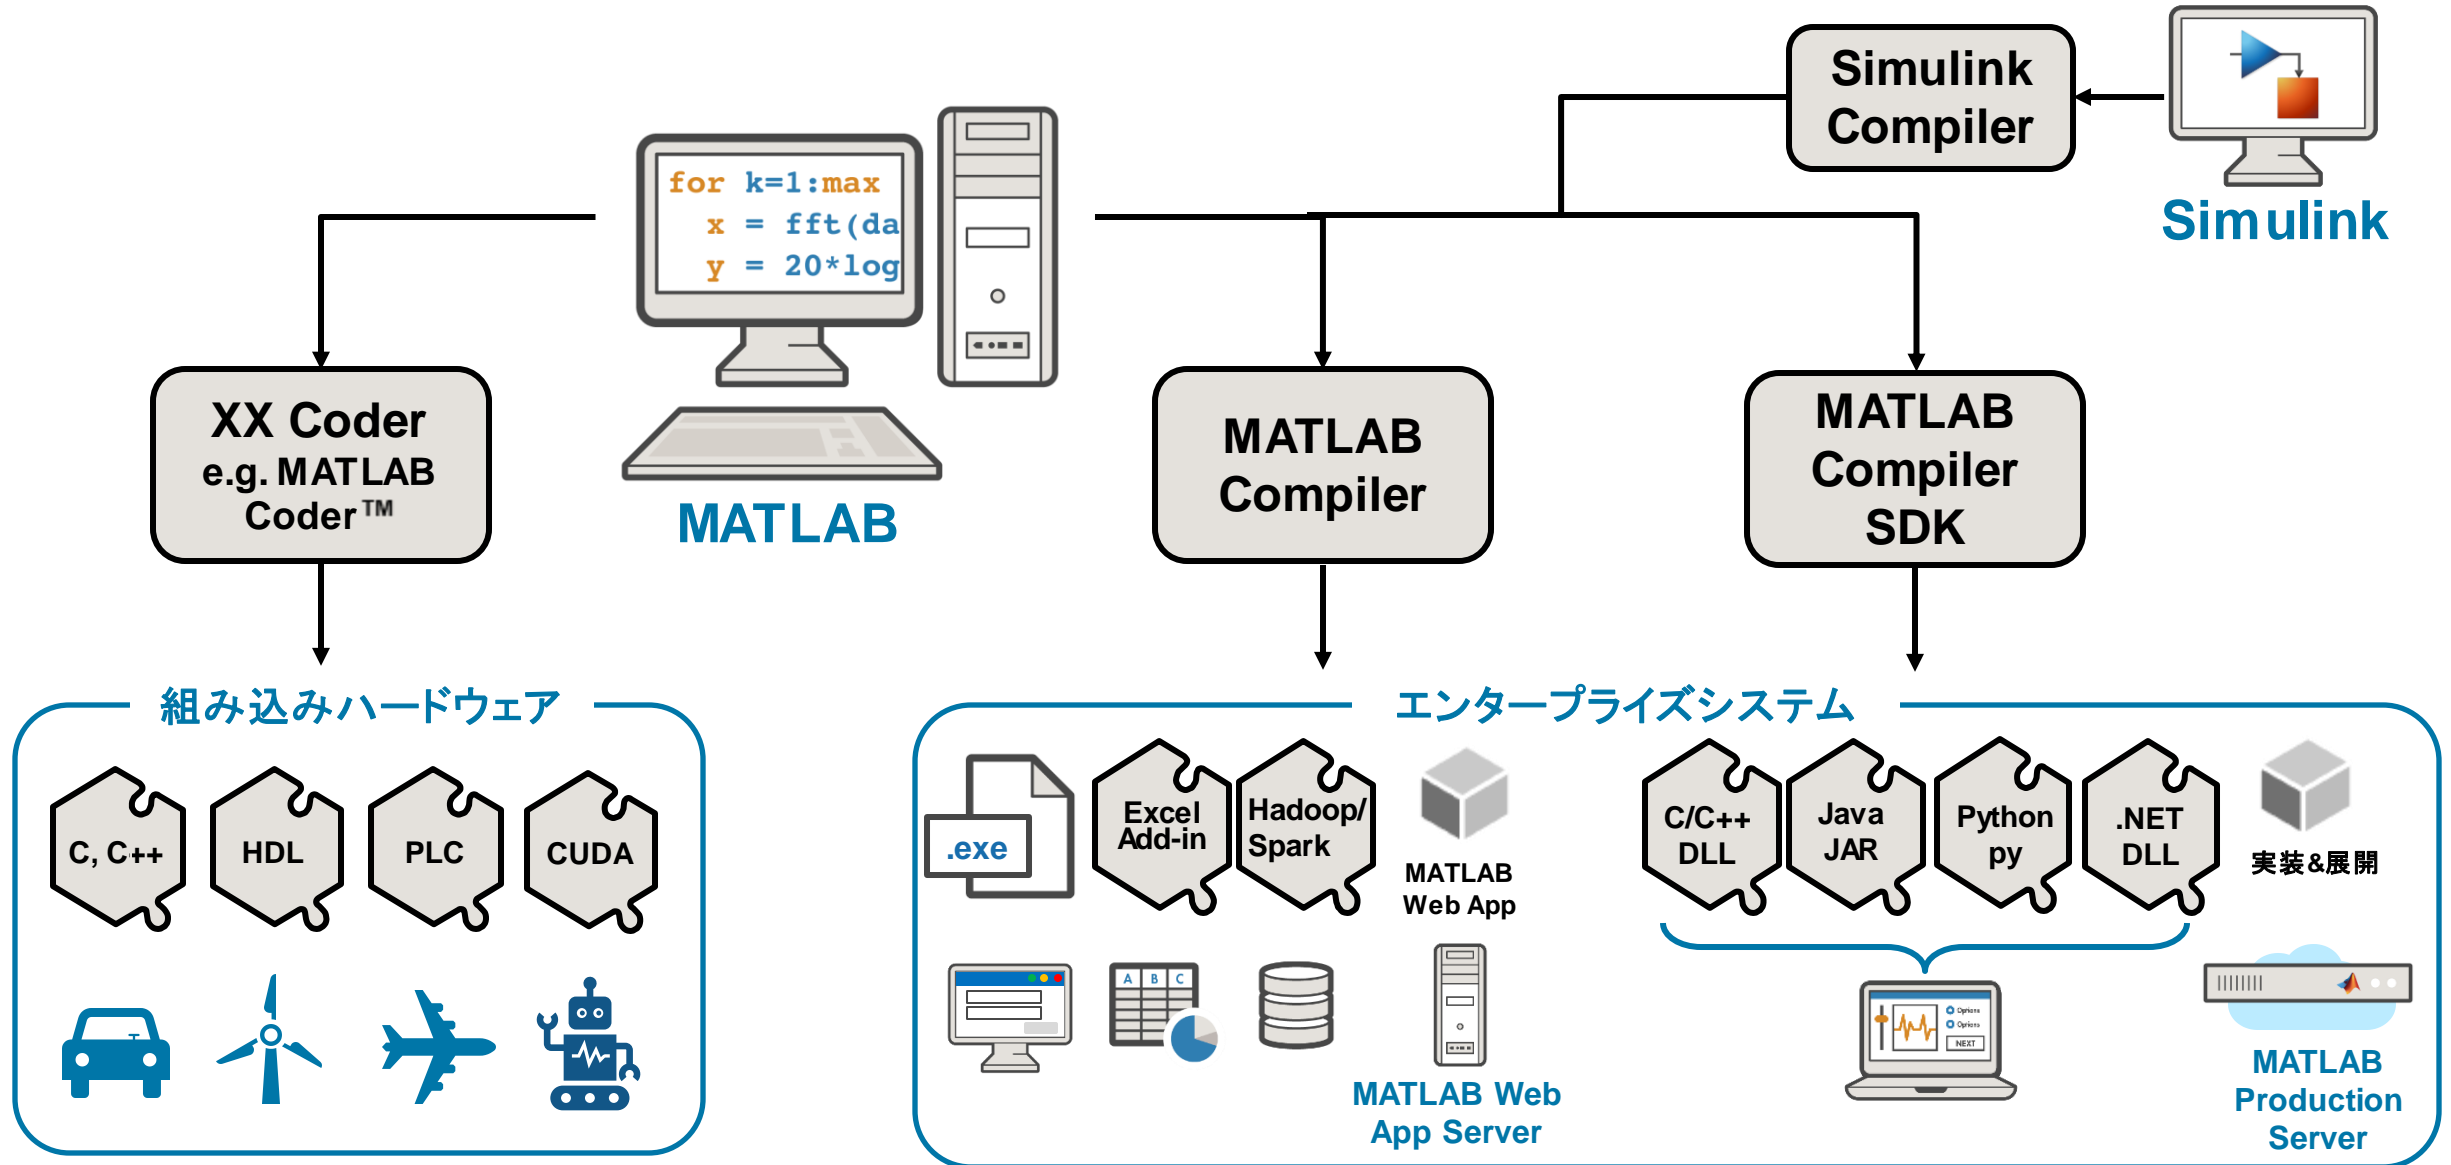 Simulink
Compiler
Simulink
for k=1:max
x = fft(da
y = 20*log
MATLAB
XX Coder
e.g. MATLAB
Coder™
MATLAB
Compiler
MATLAB
Compiler
SDK
組み込みハードウェア
C, C++
HDL
PLC
CUDA
エンタープライズシステム
.exe
Excel
Add-in
Hadoop/
Spark
MATLAB
Web App
C/C++
DLL
Java
JAR
Python
py
.NET
DLL
実装&展開
A B C
MATLAB Web
App Server
Options
Options
NEXT
MATLAB
Production
Server